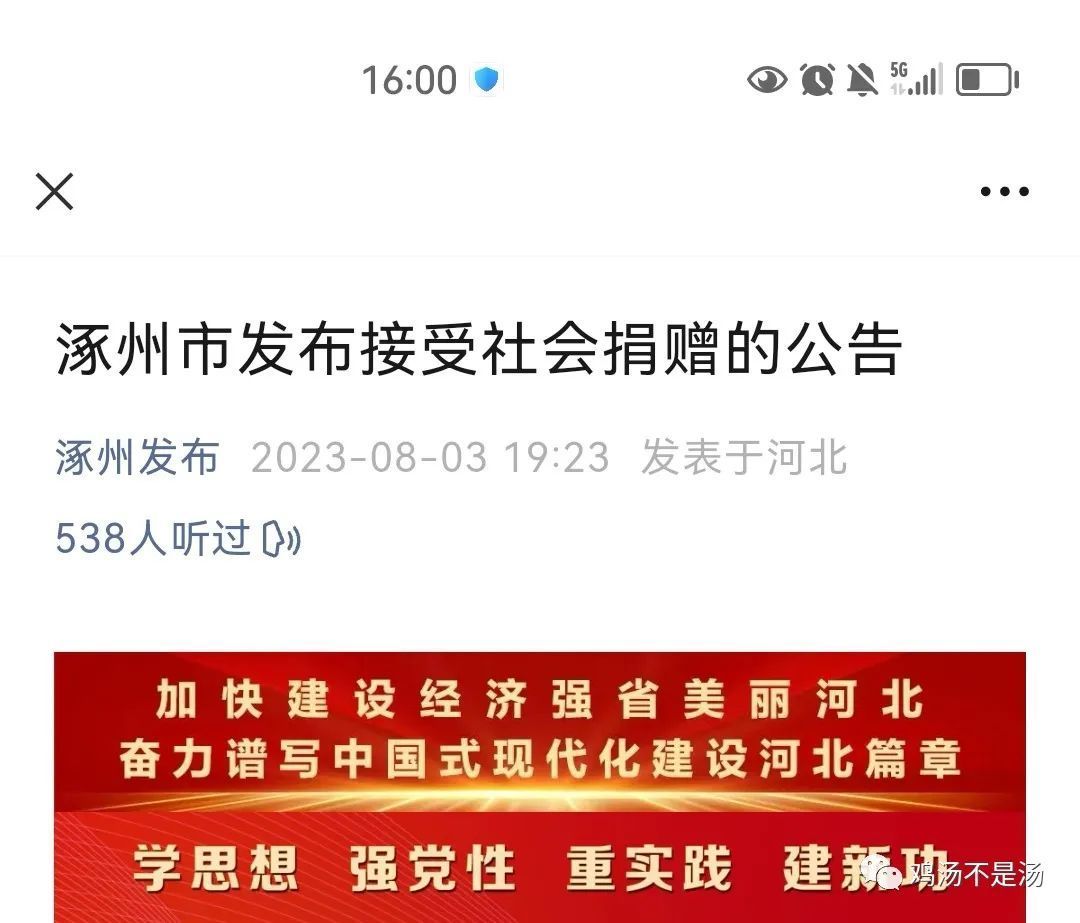 16:00
5G
涿州市发布接受社会捐赠的公告
涿州发布 2023-08-03 19:23 发表于河北
538人听过
加快建设经济强省美丽河北
奋力谱写中国式现代化建设河北篇章
学思想 强党性 重实践 建新功
鸡汤不是汤